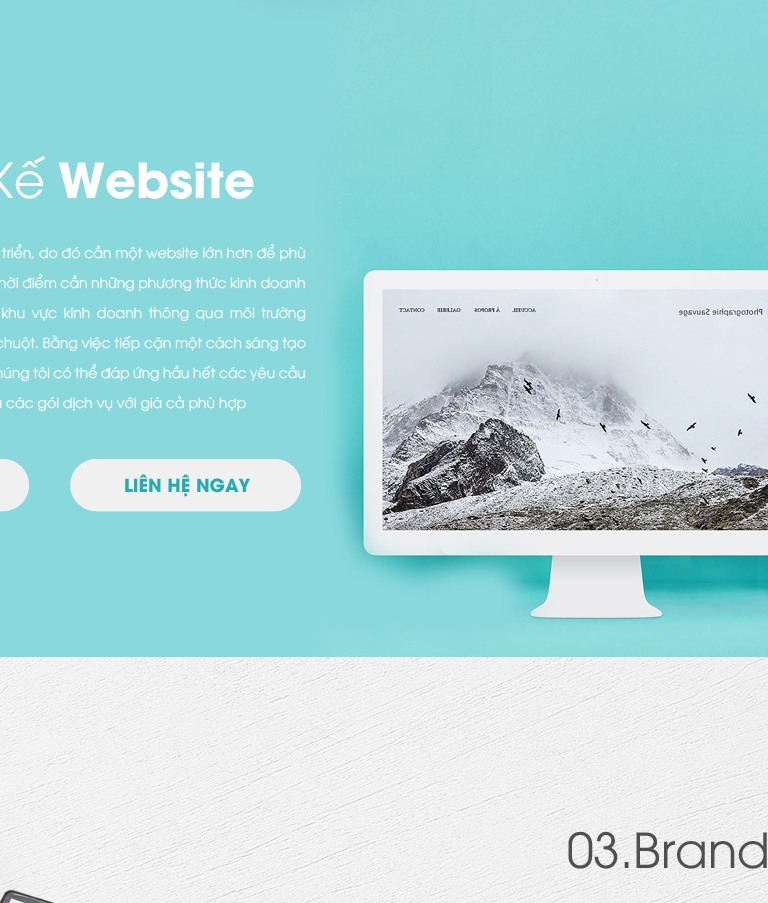 Xế Website
triển, do đó cần một website lớn hơn để phù
thời điểm cần những phương thức kinh doanh
khu vực kinh doanh thông qua môi trường
chuột. Bằng việc tiếp cận một cách sáng tạo
húng tôi có thể đáp ứng hầu hết các yêu cầu
các gói dịch vụ với giá cả phù hợp
LIÊN HỆ NGAY
CONTACT GALERIE À PROPOS ACCUEIL Photographie Sauvage
03.Brand